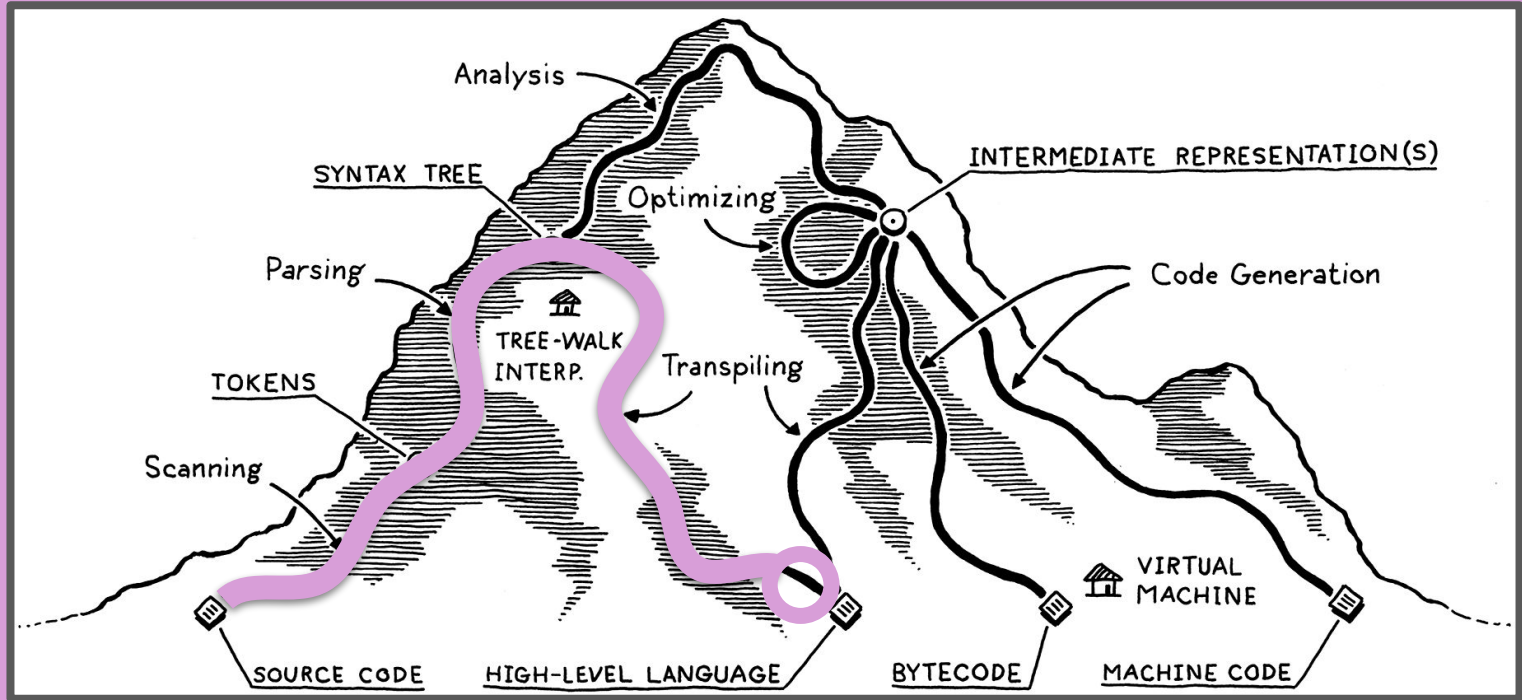 Analysis
INTERMEDIATE REPRESENTATION(S)
SYNTAX TREE
Optimizing
Parsing
Code Generation
TREE-WALK
INTERP.
Transpiling
TOKENS
Scanning
VIRTUAL
MACHINE
SOURCE CODE
HIGH-LEVEL LANGUAGE
BYTECODE
MACHINE CODE